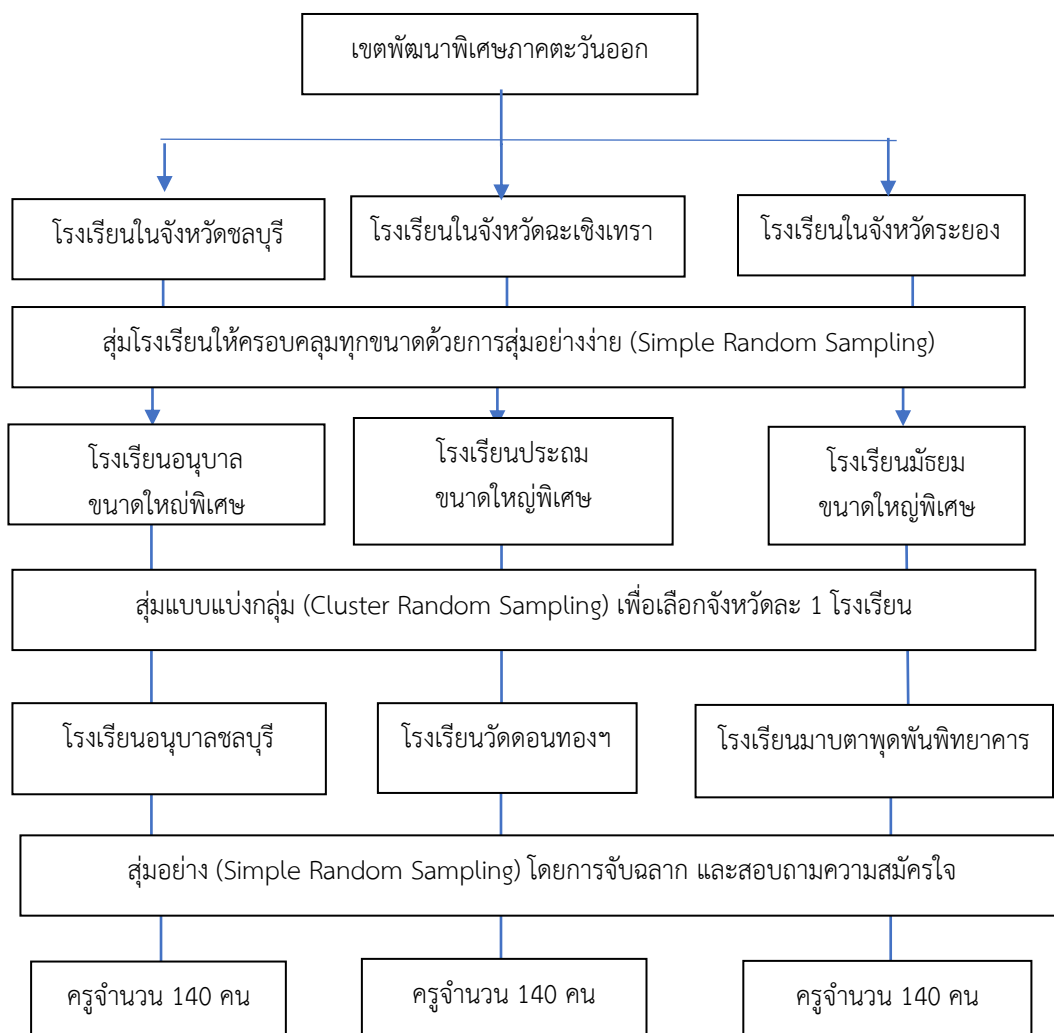 เขตพัฒนาพิเศษภาคตะวันออก
โรงเรียนในจังหวัดชลบุรี
โรงเรียนในจังหวัดฉะเชิงเทรา
โรงเรียนในจังหวัดระยอง
สุ่มโรงเรียนให้ครอบคลุมทุกขนาดด้วยการสุ่มอย่างง่าย (Simple Random Sampling)
โรงเรียนอนุบาล
ขนาดใหญ่พิเศษ
โรงเรียนประถม
ขนาดใหญ่พิเศษ
โรงเรียนมัธยม
ขนาดใหญ่พิเศษ
สุ่มแบบแบ่งกลุ่ม (Cluster Random Sampling) เพื่อเลือกจังหวัดละ 1 โรงเรียน
โรงเรียนอนุบาลชลบุรี
โรงเรียนวัดดอนทองฯ
โรงเรียนมาบตาพุดพันพิทยาคาร
สุ่มอย่าง (Simple Random Sampling) โดยการจับฉลาก และสอบถามความสมัครใจ
ครูจำนวน 140 คน
ครูจำนวน 140 คน
ครูจำนวน 140 คน